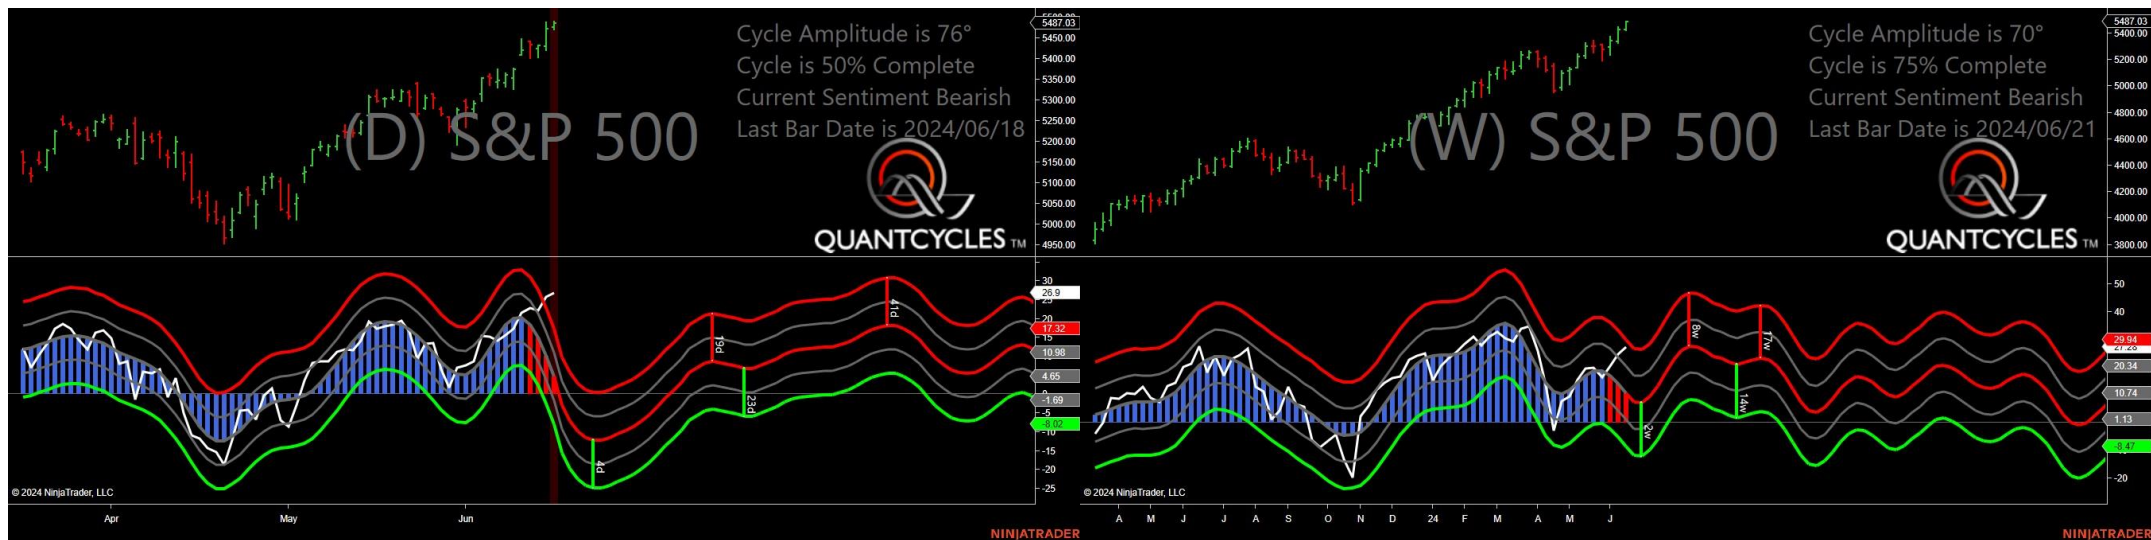 Cycle Amplitude is 76°
Cycle is 50% Complete
Current Sentiment Bearish
Last Bar Date is 2024/06/18
(D) S&P 500
QUANTCYCLES TM
5487.03
5450.00
5400.00
5350.00
5300.00
5250.00
5200.00
5150.00
5100.00
5050.00
5000.00
4950.00
30
26.9
25
20
17.32
15
10.98
4.65
-1.69
-5
-8.02
-10
-15
-20
-25
4d
19d
23d
41d
© 2024 NinjaTrader, LLC
Apr
May
Jun
NINJATRADER
Cycle Amplitude is 70°
Cycle is 75% Complete
Current Sentiment Bearish
Last Bar Date is 2024/06/21
(W) S&P 500
QUANTCYCLES TM
5487.03
5400.00
5200.00
5000.00
4800.00
4600.00
4400.00
4200.00
4000.00
3800.00
50
40
29.94
20.34
10.74
1.13
-8.47
-20
2w
8w
14w
17w
© 2024 NinjaTrader, LLC
A M J J A S O N D 24 F M A M J
NINJATRADER